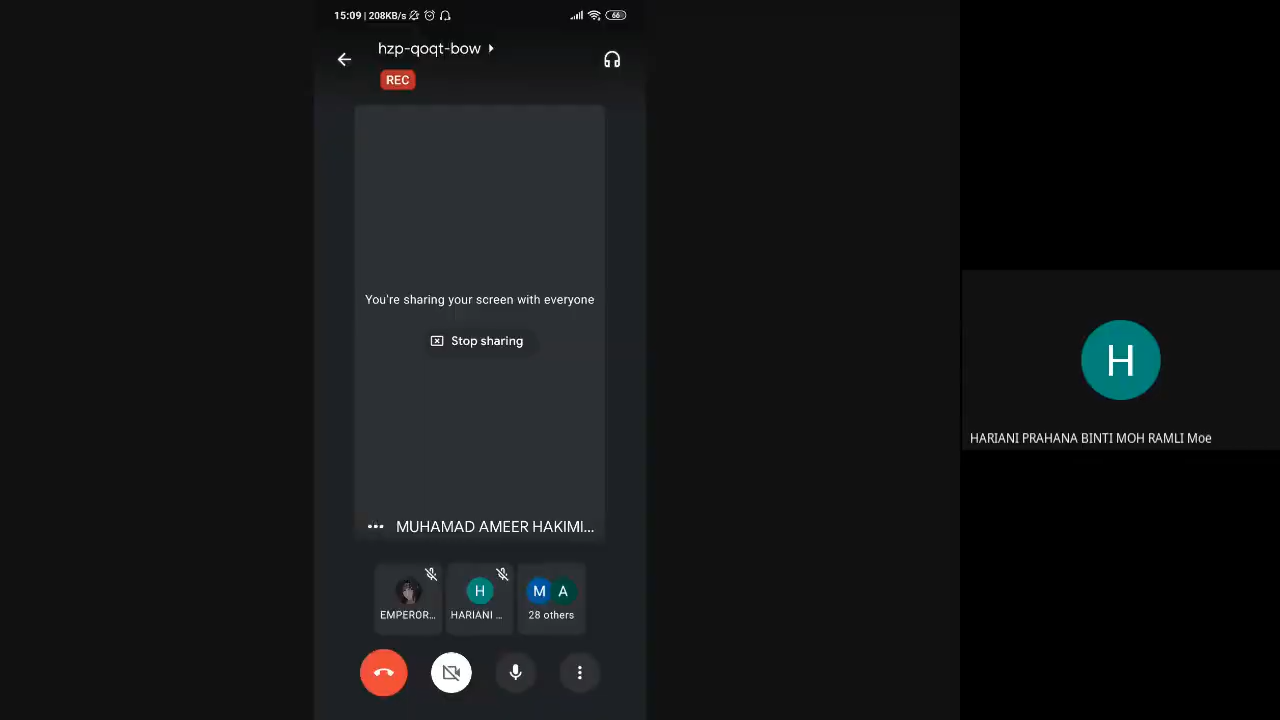 15:09 | 208KB/s
66
hzp-qoqt-bow
REC
You're sharing your screen with everyone
Stop sharing
MUHAMAD AMEER HAKIMI...
EMPEROR...
H
HARIANI ...
M A
28 others
H
HARIANI PRAHANA BINTI MOH RAMLI Moe